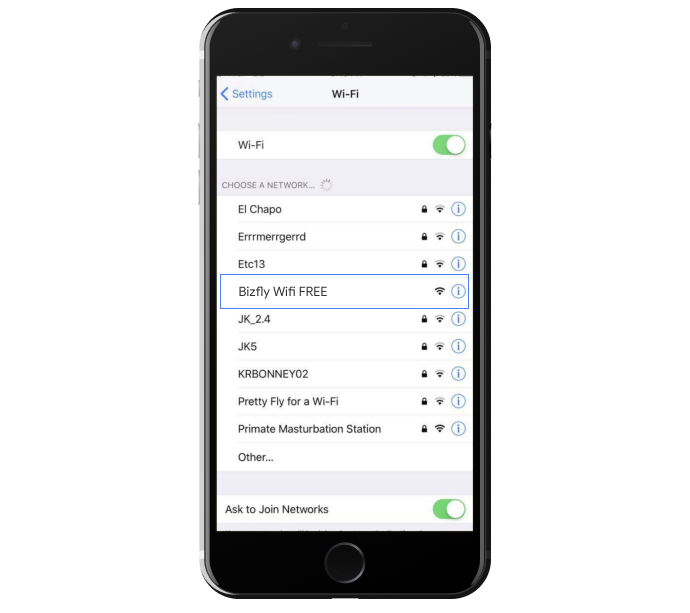 Settings
Wi-Fi
Wi-Fi
CHOOSE A NETWORK...
El Chapo
Errrmerrgerrd
Etc13
Bizfly Wifi FREE
JK_2.4
JK5
KRBONNEY02
Pretty Fly for a Wi-Fi
Primate Masturbation Station
Other...
Ask to Join Networks